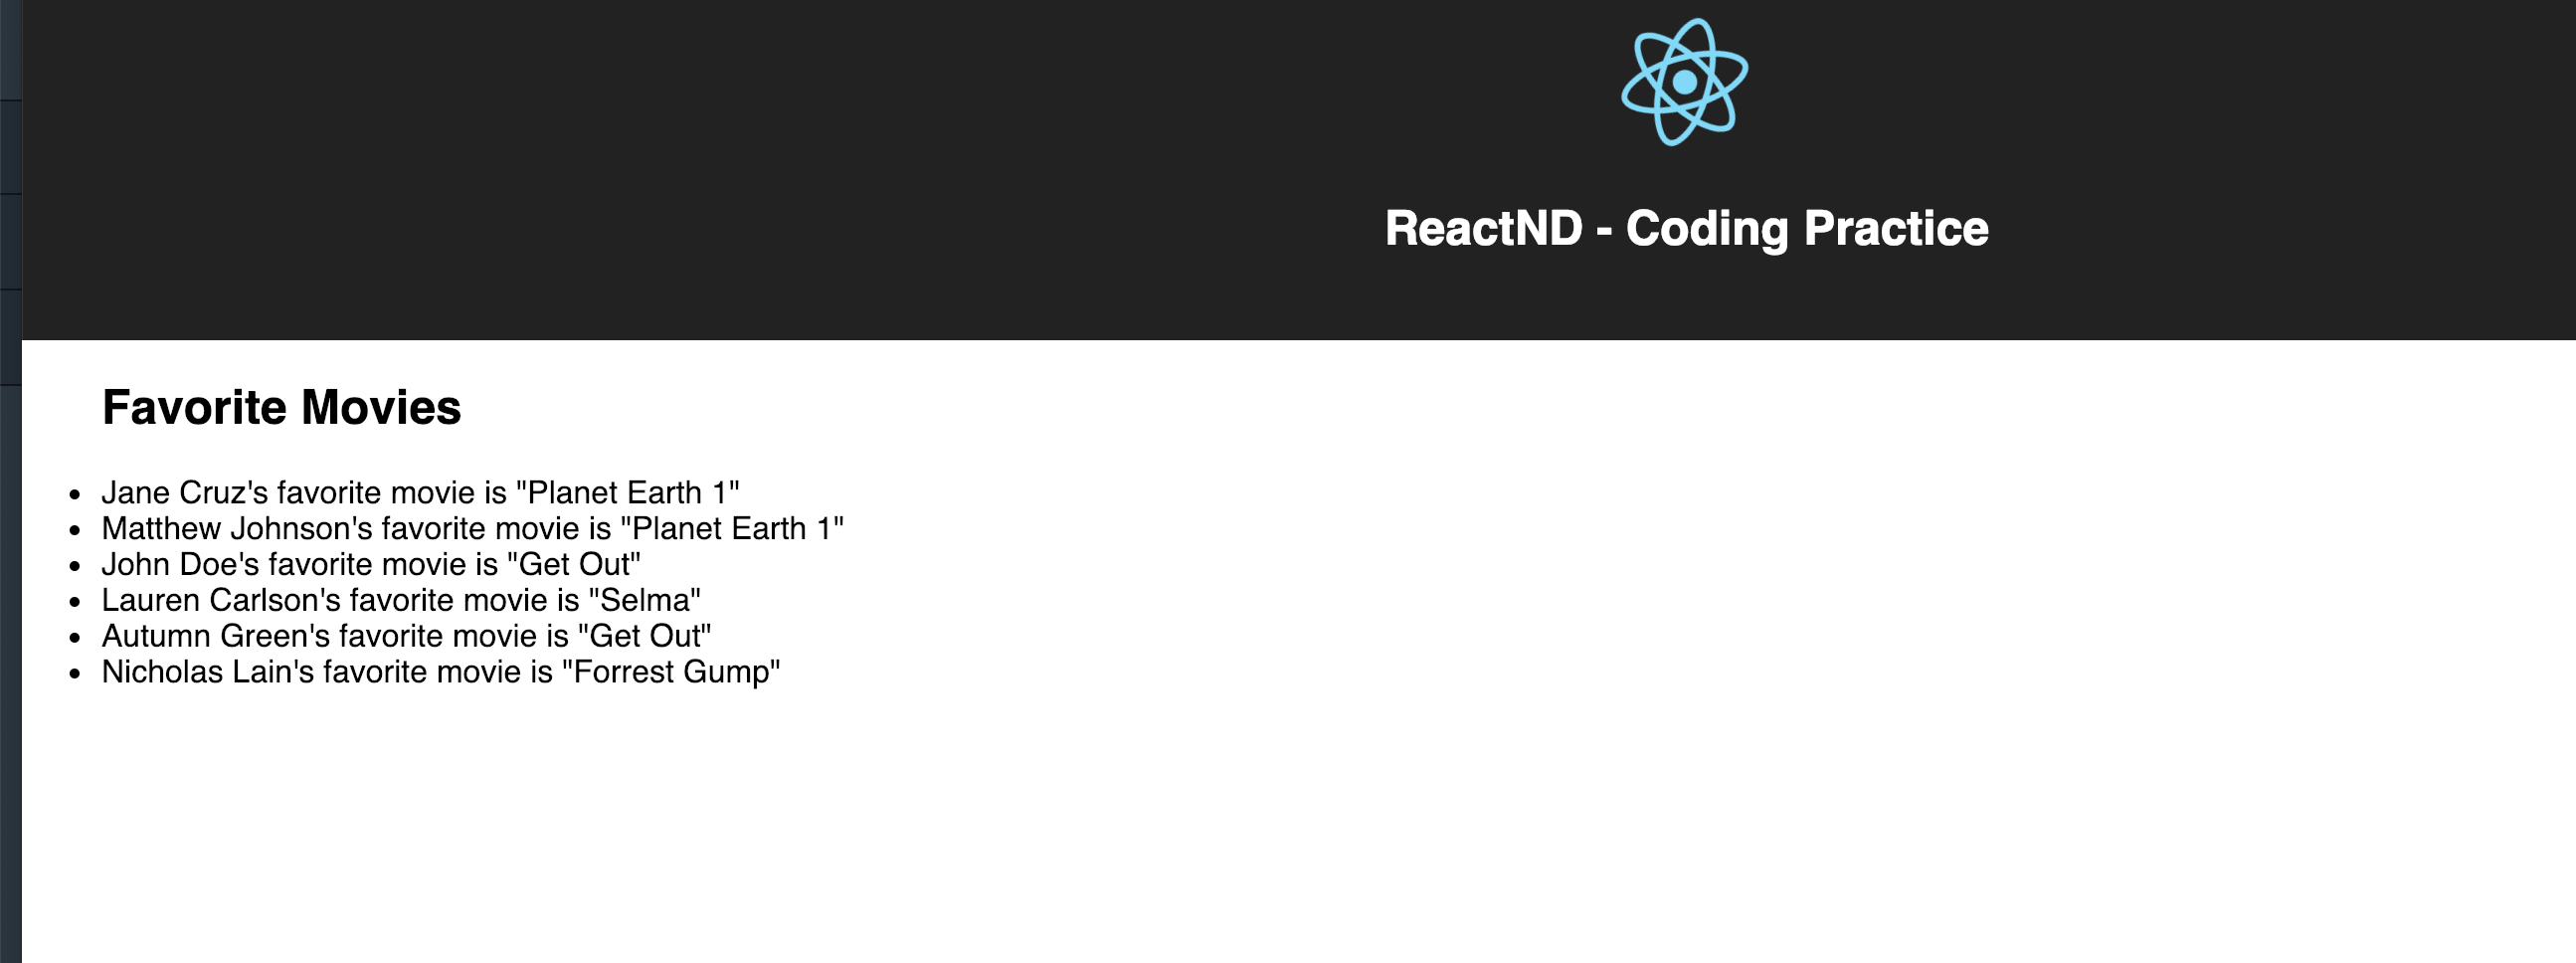 ReactND - Coding Practice
Favorite Movies
Jane Cruz's favorite movie is "Planet Earth 1"
Matthew Johnson's favorite movie is "Planet Earth 1"
John Doe's favorite movie is "Get Out"
Lauren Carlson's favorite movie is "Selma"
Autumn Green's favorite movie is "Get Out"
Nicholas Lain's favorite movie is "Forrest Gump"